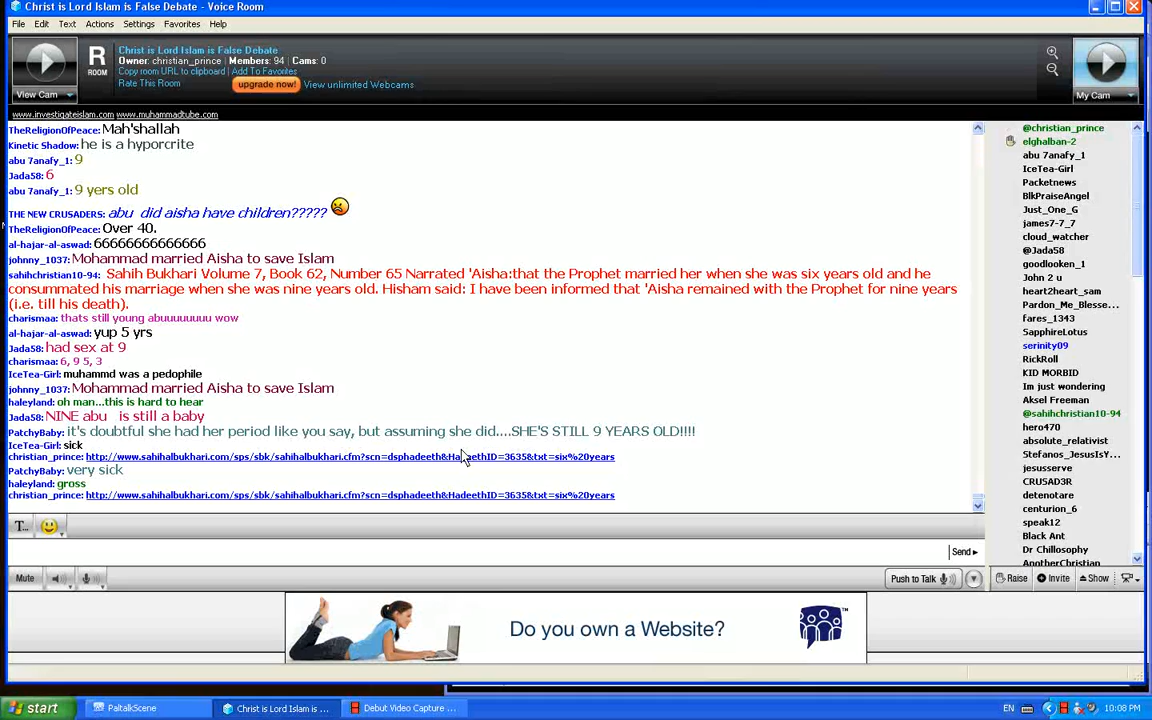 Christ is Lord Islam is False Debate - Voice Room
File Edit Text Actions Settings Favorites Help
View Cam
R
ROOM
Christ is Lord Islam is False Debate
Owner: christian_prince | Members: 94 | Cams: 0
Copy room URL to clipboard | Add To Favorites
Rate This Room
upgrade now! View unlimited Webcams
My Cam
www.investigateislam.com www.muhammadtube.com
TheReligionOfPeace: Mah'shallah
Kinetic Shadow: he is a hyporcrite
abu 7anafy_1: 9
Jada58: 6
abu 7anafy_1: 9 yers old
THE NEW CRUSADERS: abu did aisha have children?????
TheReligionOfPeace: Over 40.
al-hajar-al-aswad: 66666666666666
johnny_1037: Mohammad married Aisha to save Islam
sahihchristian10-94: Sahih Bukhari Volume 7, Book 62, Number 65 Narrated 'Aisha:that the Prophet married her when she was six years old and he
consummated his marriage when she was nine years old. Hisham said: I have been informed that 'Aisha remained with the Prophet for nine years
(i.e. till his death).
charismaa: thats still young abuuuuuuuu wow
al-hajar-al-aswad: yup 5 yrs
Jada58: had sex at 9
charismaa: 6, 9 5, 3
IceTea-Girl: muhammd was a pedophile
johnny_1037: Mohammad married Aisha to save Islam
haleyland: oh man...this is hard to hear
Jada58: NINE abu is still a baby
PatchyBaby: it's doubtful she had her period like you say, but assuming she did....SHE'S STILL 9 YEARS OLD!!!!
IceTea-Girl: sick
christian_prince: http://www.sahihalbukhari.com/sps/sbk/sahihalbukhari.cfm?scn=dsphadeeth&HadeethID=3635&txt=six%20years
PatchyBaby: very sick
haleyland: gross
christian_prince: http://www.sahihalbukhari.com/sps/sbk/sahihalbukhari.cfm?scn=dsphadeeth&HadeethID=3635&txt=six%20years
@christian_prince
elghalban-2
abu 7anafy_1
IceTea-Girl
Packetnews
BlkPraiseAngel
Just_One_G
james7-7_7
cloud_watcher
@Jada58
goodlooken_1
John 2 u
heart2heart_sam
Pardon_Me_Blesse...
fares_1343
SapphireLotus
serinity09
RickRoll
KID MORBID
Im just wondering
Aksel Freeman
@sahihchristian10-94
hero470
absolute_relativist
Stefanos_JesusIsY...
jesusserve
CRUSAD3R
detenotare
centurion_6
speak12
Black Ant
Dr Chillosophy
AnotherChristian
T...
Send
Mute
Push to Talk
Raise Invite Show
Do you own a Website?
TM
start PaltalkScene Christ is Lord Islam is ... Debut Video Capture ... EN 10:08 PM